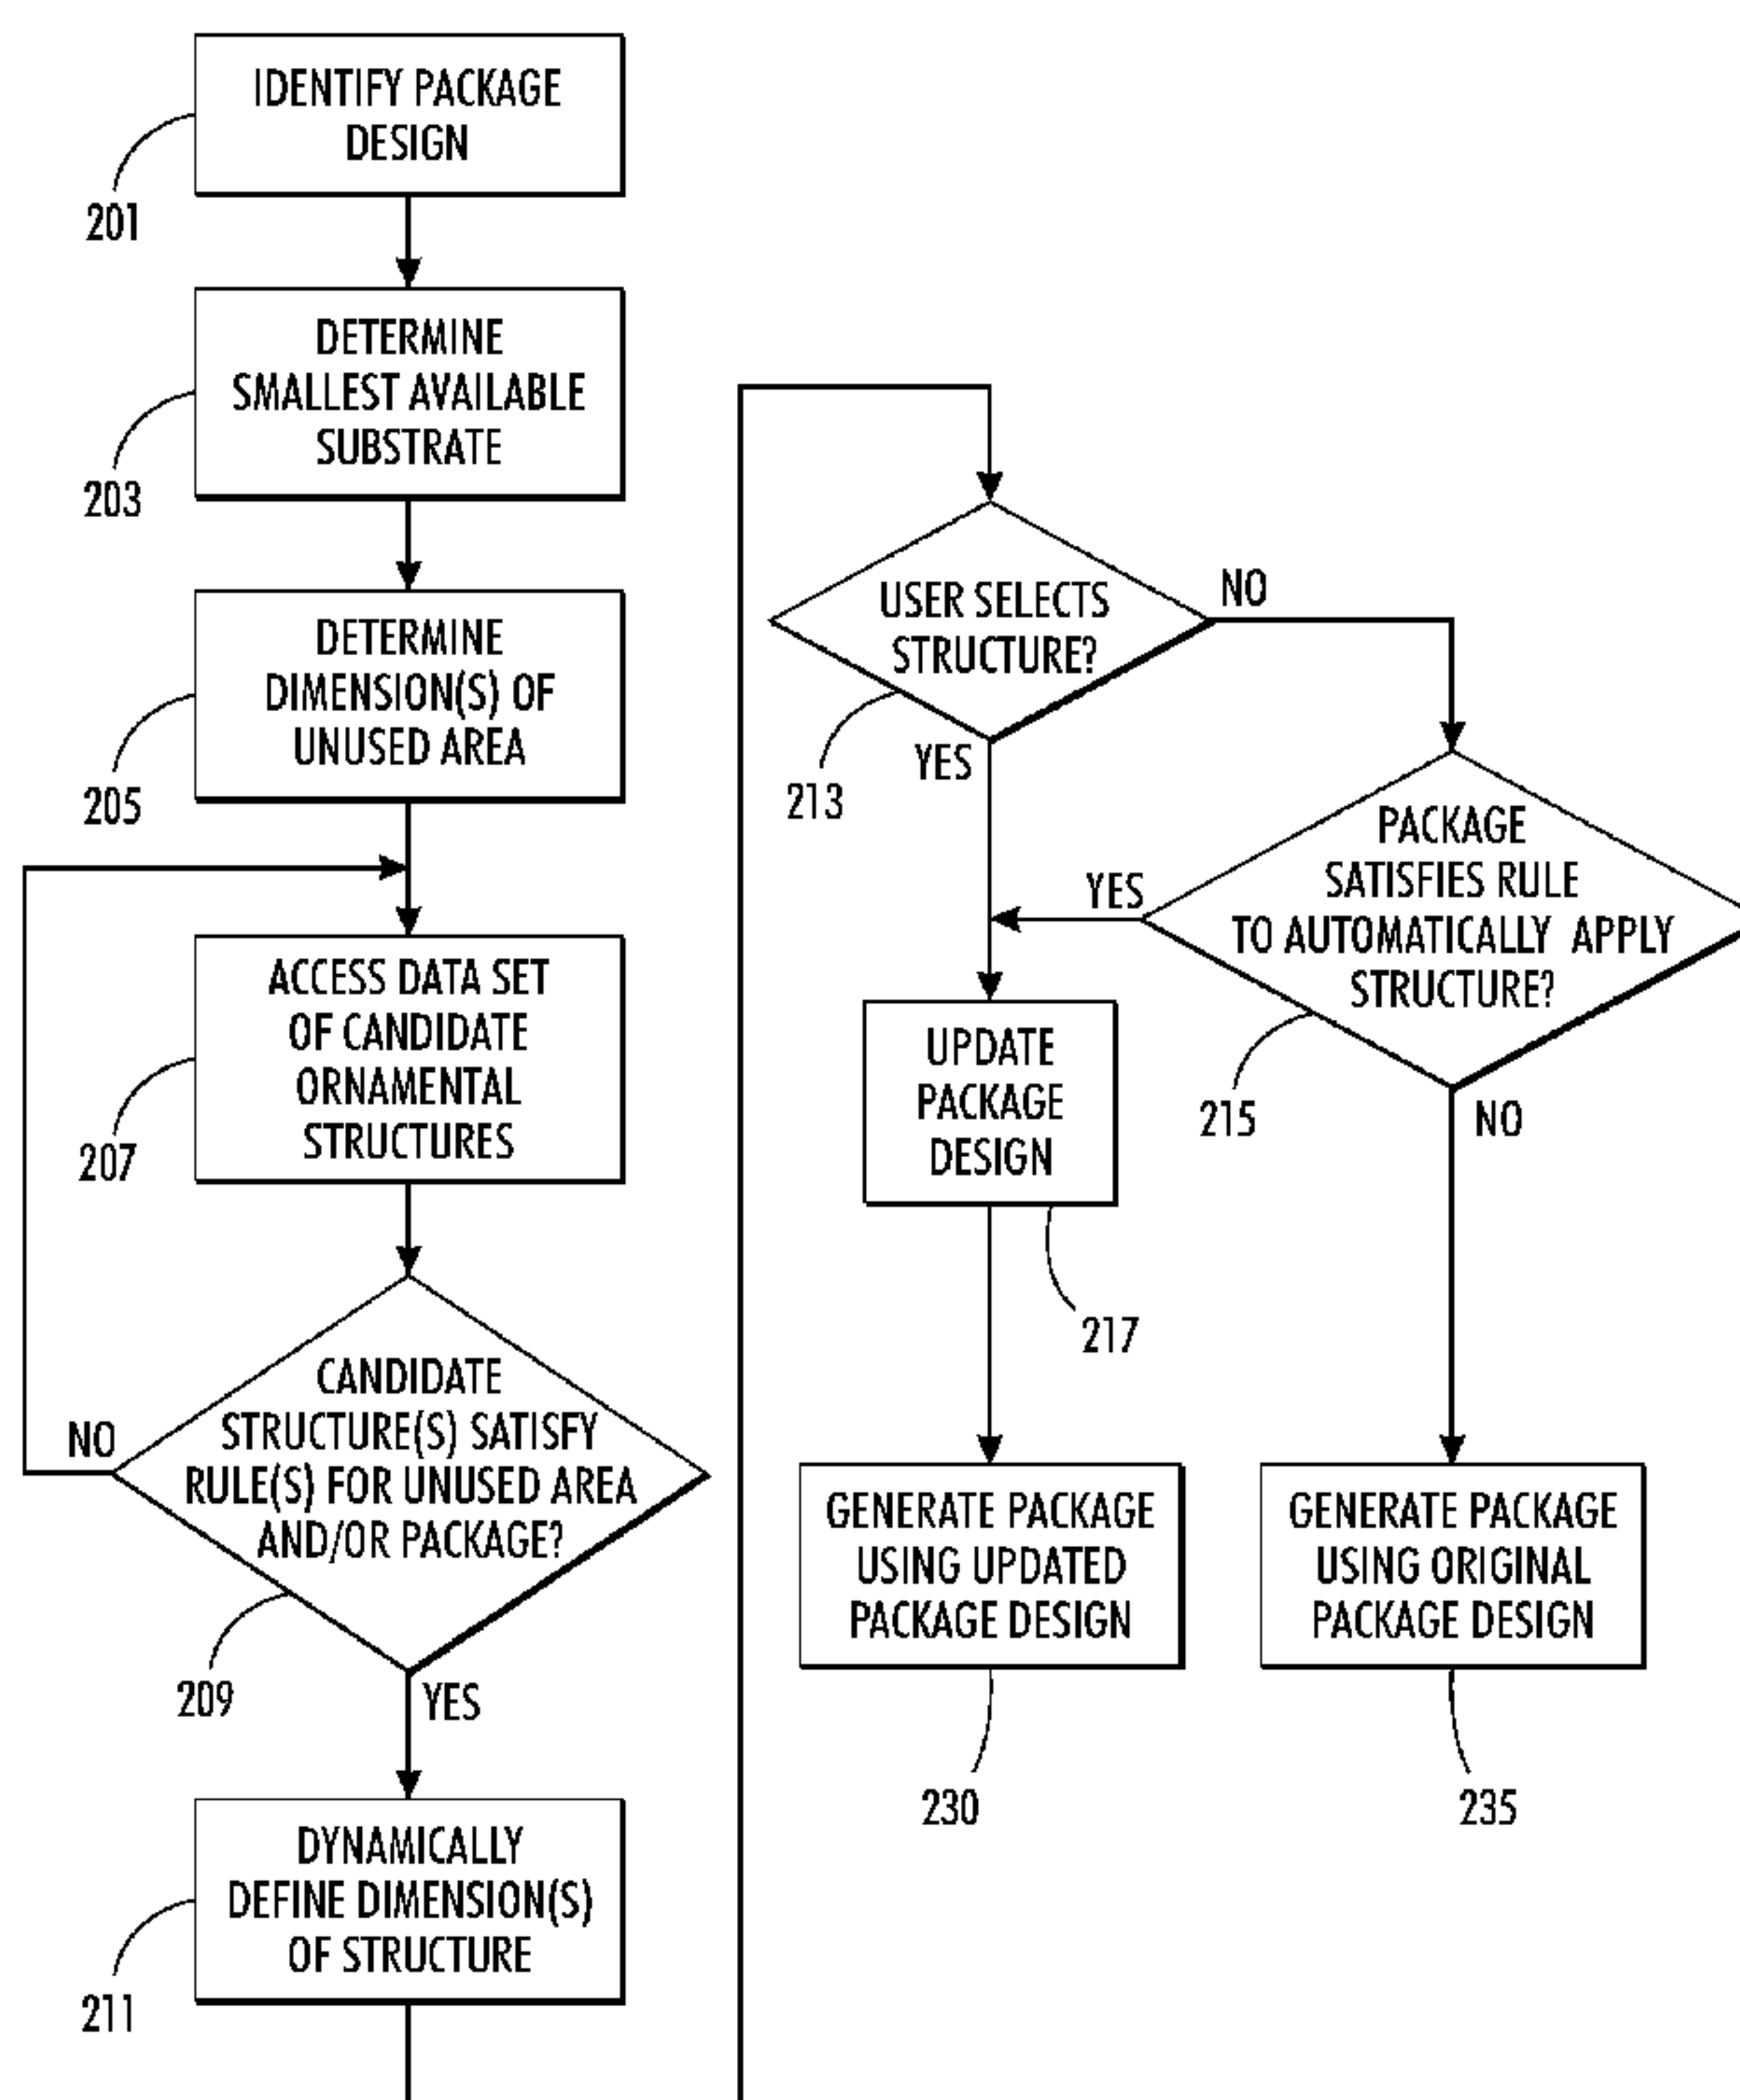 IDENTIFY PACKAGE
DESIGN
201
DETERMINE
SMALLEST AVAILABLE
SUBSTRATE
203
DETERMINE
DIMENSION(S) OF
UNUSED AREA
205
ACCESS DATA SET
OF CANDIDATE
ORNAMENTAL
STRUCTURES
207
CANDIDATE
STRUCTURE(S) SATISFY
RULE(S) FOR UNUSED AREA
AND/OR PACKAGE?
NO
209
YES
DYNAMICALLY
DEFINE DIMENSION(S)
OF STRUCTURE
211
USER SELECTS
STRUCTURE?
NO
YES
213
PACKAGE
SATISFIES RULE
TO AUTOMATICALLY APPLY
STRUCTURE?
YES
215
NO
UPDATE
PACKAGE
DESIGN
217
GENERATE PACKAGE
USING UPDATED
PACKAGE DESIGN
230
GENERATE PACKAGE
USING ORIGINAL
PACKAGE DESIGN
235